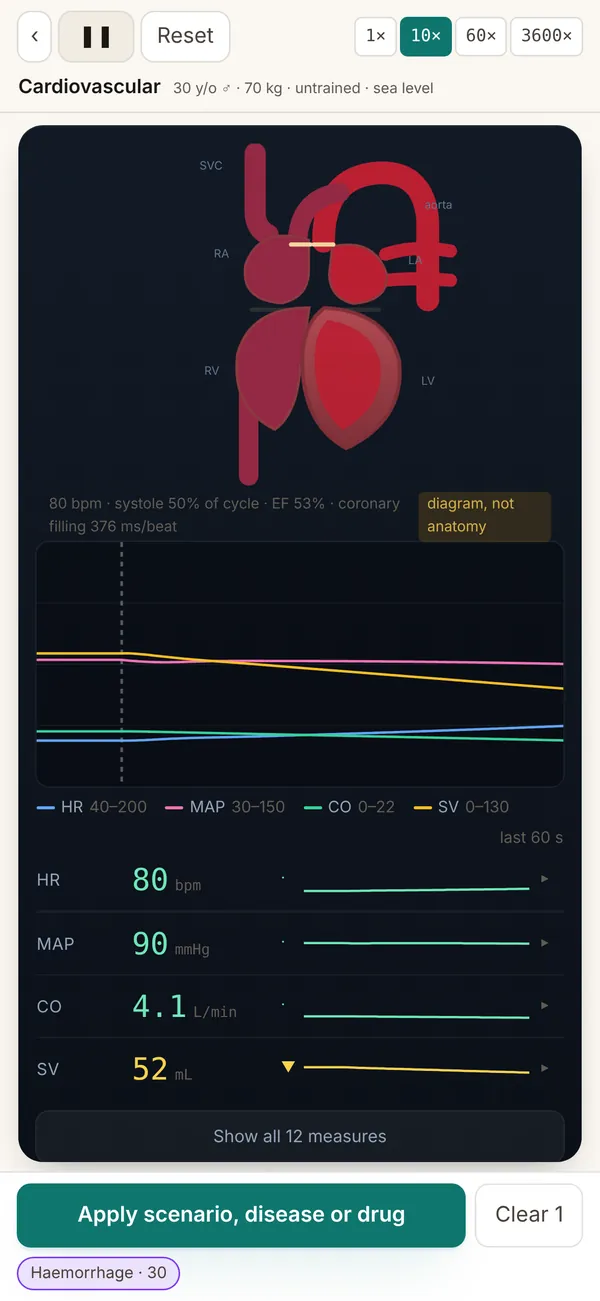 ‹ ❚❚ Reset 1× 10× 60× 3600×
Cardiovascular 30 y/o ♂ · 70 kg · untrained · sea level
SVC
aorta
RA
LA
RV
LV
80 bpm · systole 50% of cycle · EF 53% · coronary
filling 376 ms/beat
diagram, not
anatomy
HR 40–200 MAP 30–150 CO 0–22 SV 0–130
last 60 s
HR 80 bpm
MAP 90 mmHg
CO 4.1 L/min
SV 52 mL
Show all 12 measures
Apply scenario, disease or drug
Clear 1
Haemorrhage · 30